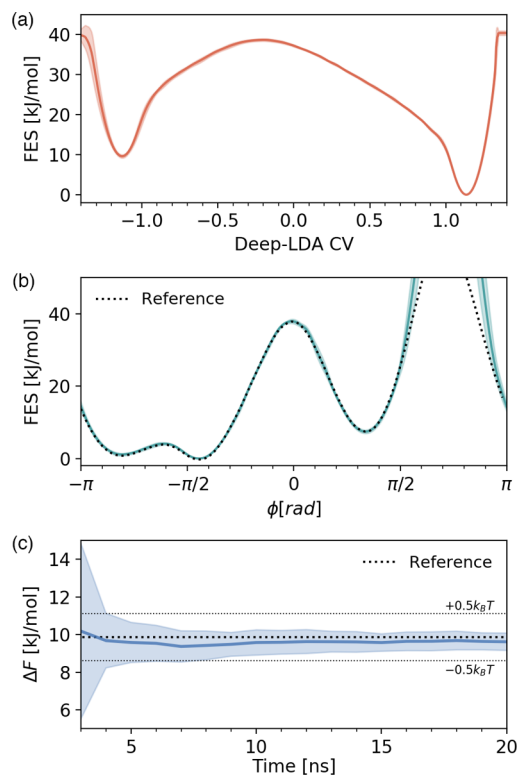 (a)
FES [kJ/mol]
40
30
20
10
0
−1.0 −0.5 0.0 0.5 1.0
Deep-LDA CV
(b)
Reference
FES [kJ/mol]
40
20
0
−π −π/2 0 π/2 π
ϕ[rad]
(c)
Reference
ΔF [kJ/mol]
14
12
10
8
6
+0.5kBT
−0.5kBT
5 10 15 20
Time [ns]